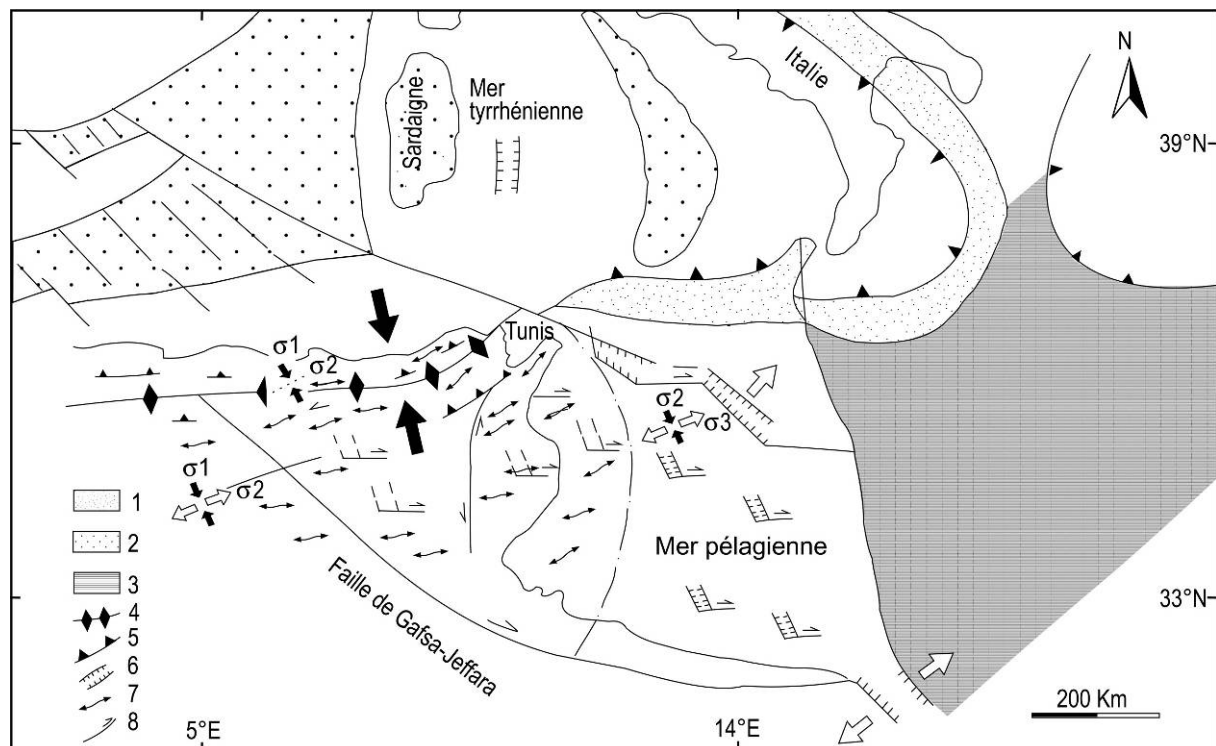 Italie
N
Sardaigne
Mer
tyrrhénienne
39°N
Tunis
σ1
σ2
σ2
σ3
σ1
σ2
1
2
3
4
5
6
7
8
Mer pélagienne
33°N
Faille de Gafsa-Jeffara
200 Km
5°E
14°E